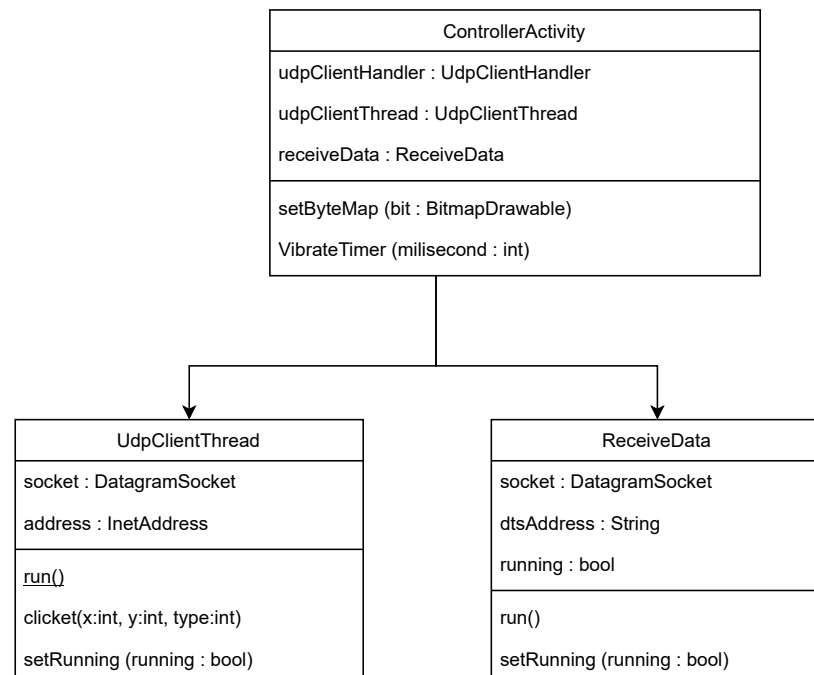 ControllerActivity
udpClientHandler : UdpClientHandler
udpClientThread : UdpClientThread
receiveData : ReceiveData
setByteMap (bit : BitmapDrawable)
VibrateTimer (milisecond : int)
UdpClientThread
socket : DatagramSocket
address : InetAddress
run()
clicket(x:int, y:int, type:int)
setRunning (running : bool)
ReceiveData
socket : DatagramSocket
dtsAddress : String
running : bool
run()
setRunning (running : bool)